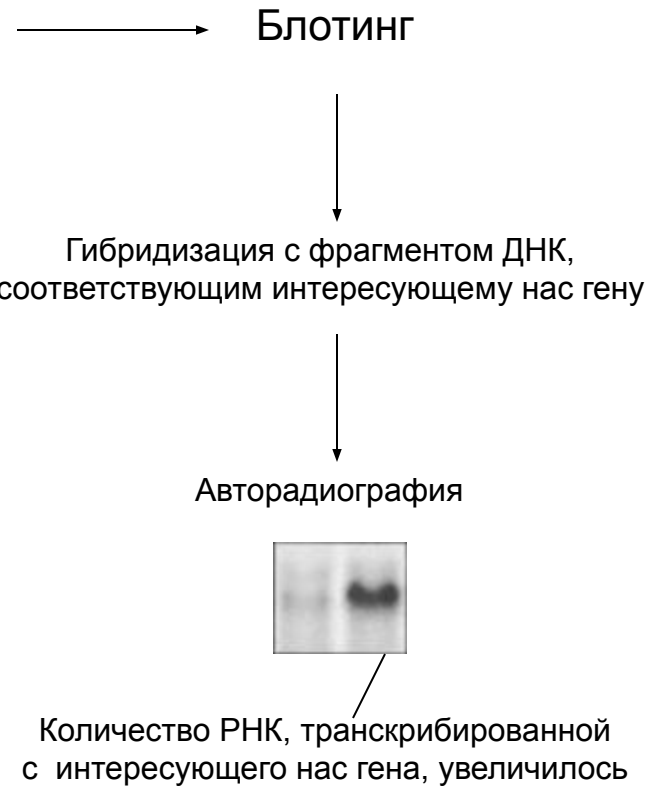 Блотинг
Гибридизация с фрагментом ДНК,
соответствующим интересующему нас гену
Авторадиография
Количество РНК, транскрибированной
с интересующего нас гена, увеличилось